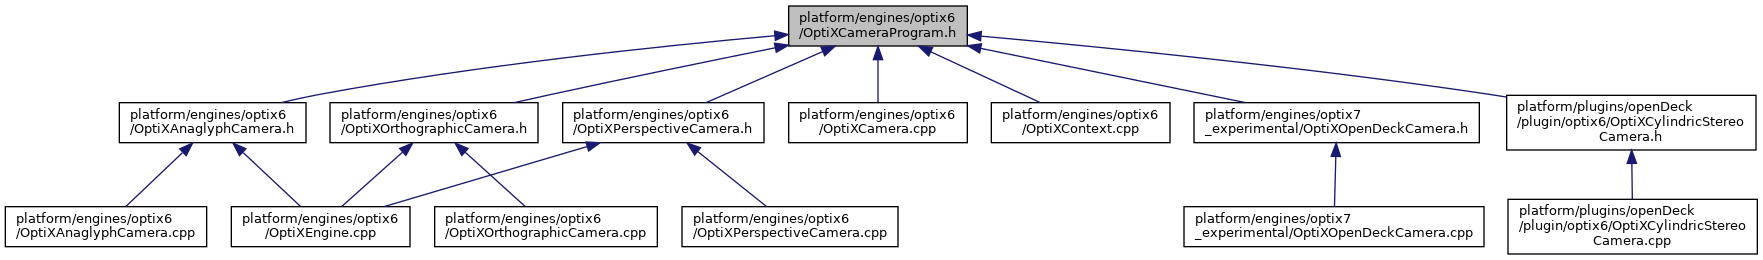 platform/engines/optix6
/OptiXCameraProgram.h
platform/engines/optix6
/OptiXAnaglyphCamera.h
platform/engines/optix6
/OptiXOrthographicCamera.h
platform/engines/optix6
/OptiXPerspectiveCamera.h
platform/engines/optix6
/OptiXCamera.cpp
platform/engines/optix6
/OptiXContext.cpp
platform/engines/optix7
_experimental/OptiXOpenDeckCamera.h
platform/plugins/openDeck
/plugin/optix6/OptiXCylindricStereo
Camera.h
platform/engines/optix6
/OptiXAnaglyphCamera.cpp
platform/engines/optix6
/OptiXEngine.cpp
platform/engines/optix6
/OptiXOrthographicCamera.cpp
platform/engines/optix6
/OptiXPerspectiveCamera.cpp
platform/engines/optix7
_experimental/OptiXOpenDeckCamera.cpp
platform/plugins/openDeck
/plugin/optix6/OptiXCylindricStereo
Camera.cpp